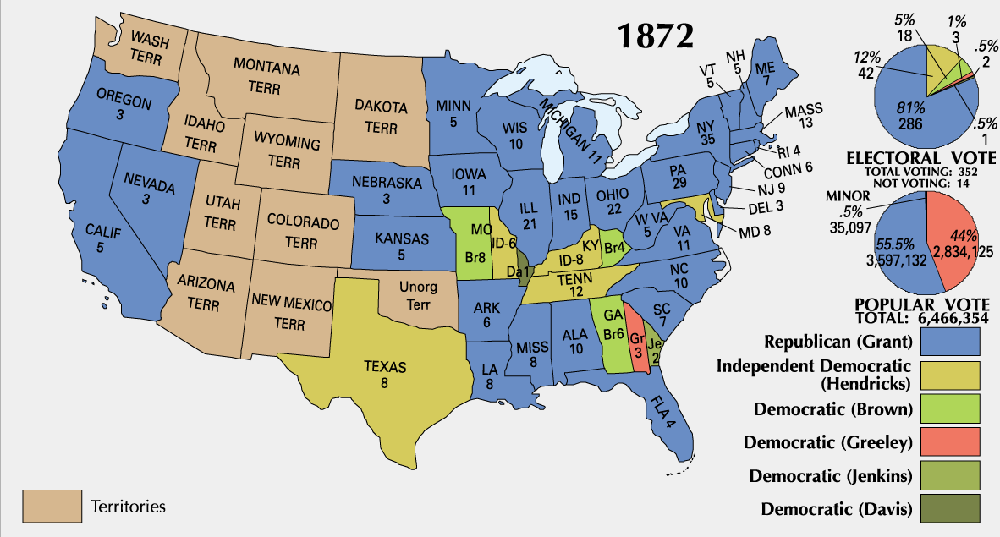 1872
WASH
TERR
OREGON
3
CALIF
5
NEVADA
3
IDAHO
TERR
MONTANA
TERR
WYOMING
TERR
UTAH
TERR
COLORADO
TERR
ARIZONA
TERR
NEW MEXICO
TERR
DAKOTA
TERR
NEBRASKA
3
KANSAS
5
Unorg
Terr
TEXAS
8
MINN
5
IOWA
11
MO
Br8
ID-6
Da1
ARK
6
LA
8
WIS
10
ILL
21
MICHIGAN 11
IND
15
OHIO
22
KY
ID-8
Br4
TENN
12
MISS
8
ALA
10
GA
Br6
Gr
3
Je
2
FLA 4
SC
7
NC
10
VA
11
W VA
5
PA
29
NY
35
VT
5
NH
5
ME
7
MASS
13
RI 4
CONN 6
NJ 9
DEL 3
MD 8
5%
18
1%
3
.5%
2
12%
42
81%
286
.5%
1
ELECTORAL VOTE
TOTAL VOTING: 352
NOT VOTING: 14
MINOR
.5%
35,097
55.5%
3,597,132
44%
2,834,125
POPULAR VOTE
TOTAL: 6,466,354
Republican (Grant)
Independent Democratic
(Hendricks)
Democratic (Brown)
Democratic (Greeley)
Democratic (Jenkins)
Democratic (Davis)
Territories